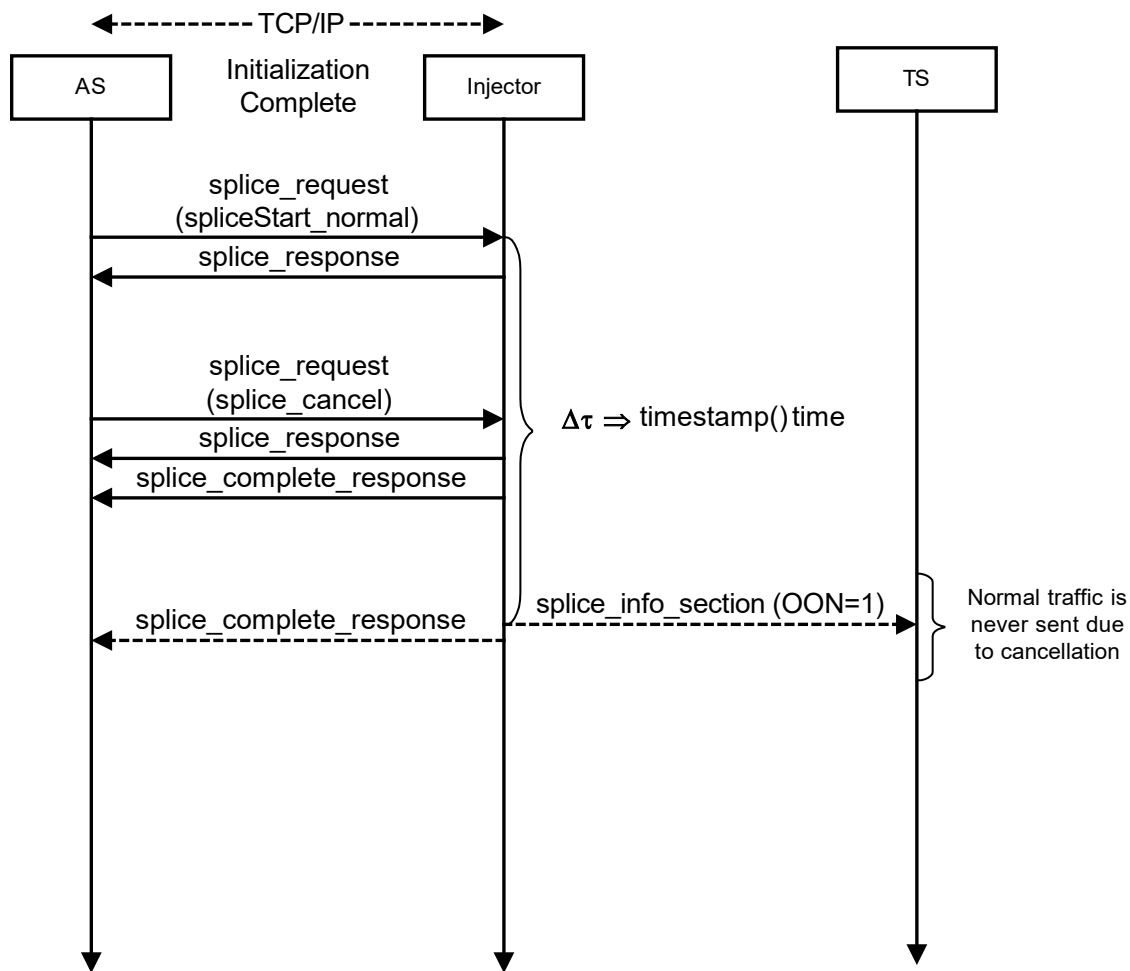 TCP/IP
AS
Initialization
Complete
Injector
TS
splice_request
(spliceStart_normal)
splice_response
splice_request
(splice_cancel)
Δτ ⇒ timestamp() time
splice_response
splice_complete_response
splice_info_section (OON=1)
splice_complete_response
Normal traffic is
never sent due
to cancellation